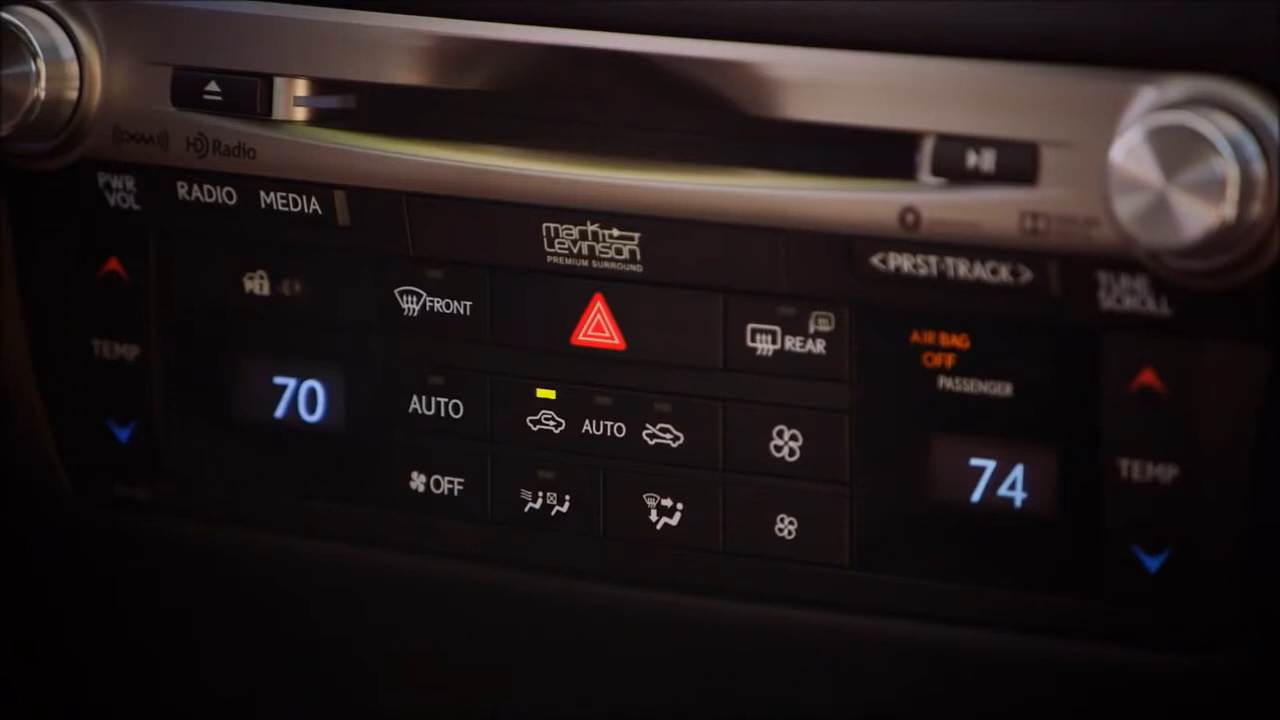 (((XM)))
HD Radio
PWR
VOL
RADIO MEDIA
mark
Levinson
PREMIUM SURROUND
<PRST·TRACK>
TUNE
SCROLL
FRONT
REAR
AIR BAG
OFF
PASSENGER
TEMP
70
AUTO
AUTO
OFF
74
TEMP